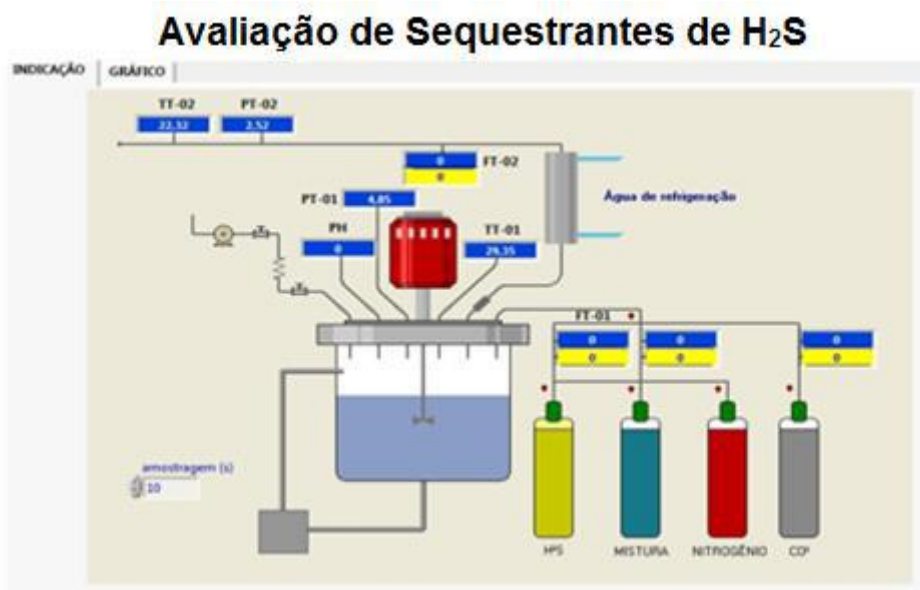 Avaliação de Sequestrantes de H₂S
INDICAÇÃO GRÁFICO
TT-02 PT-02
22,32 2,52
0 FT-02
0
PT-01 4,85
Água de refrigeração
PH TT-01
0 29,35
FT-01
0 0 0
0 0 0
amostragem (s)
10
HºS MISTURA NITROGÊNIO COº